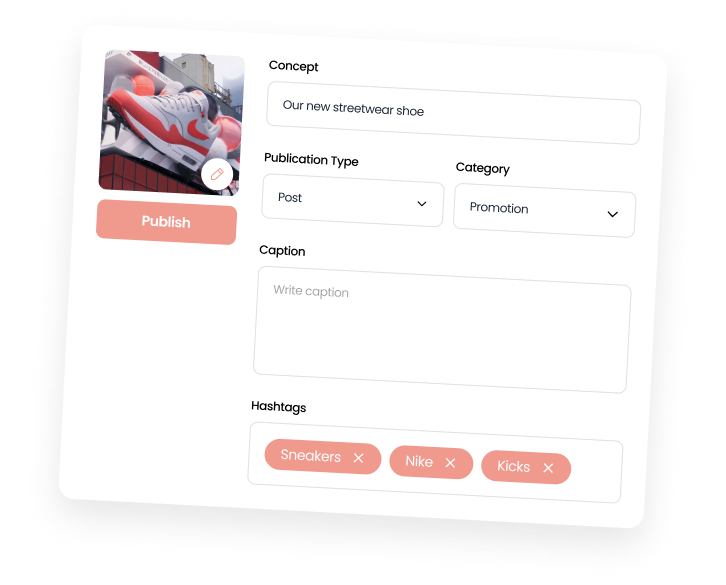 Concept
Our new streetwear shoe
Publication Type
Category
Post
Promotion
Publish
Caption
Write caption
Hashtags
Sneakers
Nike
Kicks